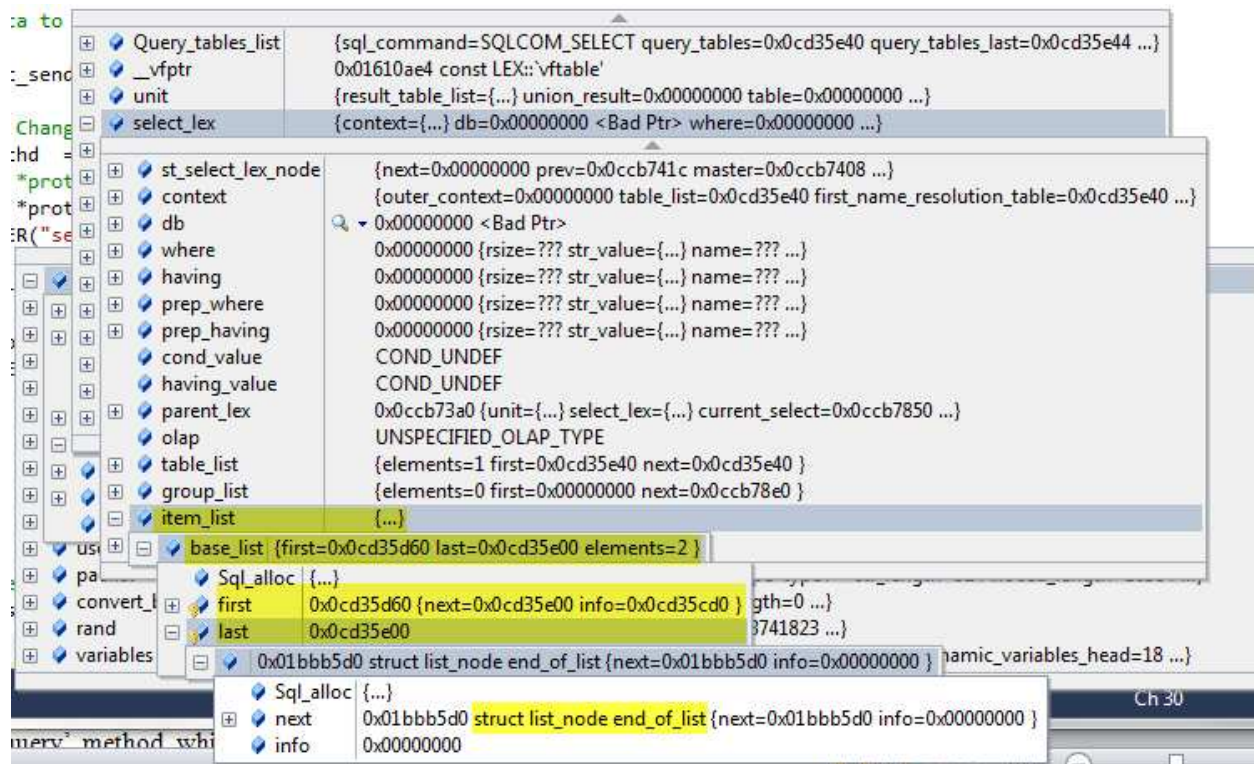 ta to
Query_tables_list {sql_command=SQLCOM_SELECT query_tables=0x0cd35e40 query_tables_last=0x0cd35e44 ...}
t_send __vfptr 0x01610ae4 const LEX::`vftable'
unit {result_table_list={...} union_result=0x00000000 table=0x00000000 ...}
Chang select_lex {context={...} db=0x00000000 <Bad Ptr> where=0x00000000 ...}
thd =
st_select_lex_node {next=0x00000000 prev=0x0ccb741c master=0x0ccb7408 ...}
*prot context {outer_context=0x00000000 table_list=0x0cd35e40 first_name_resolution_table=0x0cd35e40 ...}
*prot db 0x00000000 <Bad Ptr>
ER("se where 0x00000000 {rsize=??? str_value={...} name=??? ...}
having 0x00000000 {rsize=??? str_value={...} name=??? ...}
prep_where 0x00000000 {rsize=??? str_value={...} name=??? ...}
prep_having 0x00000000 {rsize=??? str_value={...} name=??? ...}
cond_value COND_UNDEF
having_value COND_UNDEF
parent_lex 0x0ccb73a0 {unit={...} select_lex={...} current_select=0x0ccb7850 ...}
olap UNSPECIFIED_OLAP_TYPE
table_list {elements=1 first=0x0cd35e40 next=0x0cd35e40 }
group_list {elements=0 first=0x00000000 next=0x0ccb78e0 }
item_list {...}
base_list {first=0x0cd35d60 last=0x0cd35e00 elements=2 }
Sql_alloc {...}
convert_b first 0x0cd35d60 {next=0x0cd35e00 info=0x0cd35cd0 } gth=0 ...}
rand last 0x0cd35e00 3741823 ...}
variables 0x01bbb5d0 struct list_node end_of_list {next=0x01bbb5d0 info=0x00000000 } namic_variables_head=18 ...}
Sql_alloc {...}
Ch 30
next 0x01bbb5d0 struct list_node end_of_list {next=0x01bbb5d0 info=0x00000000 }
query' method whi
info 0x00000000